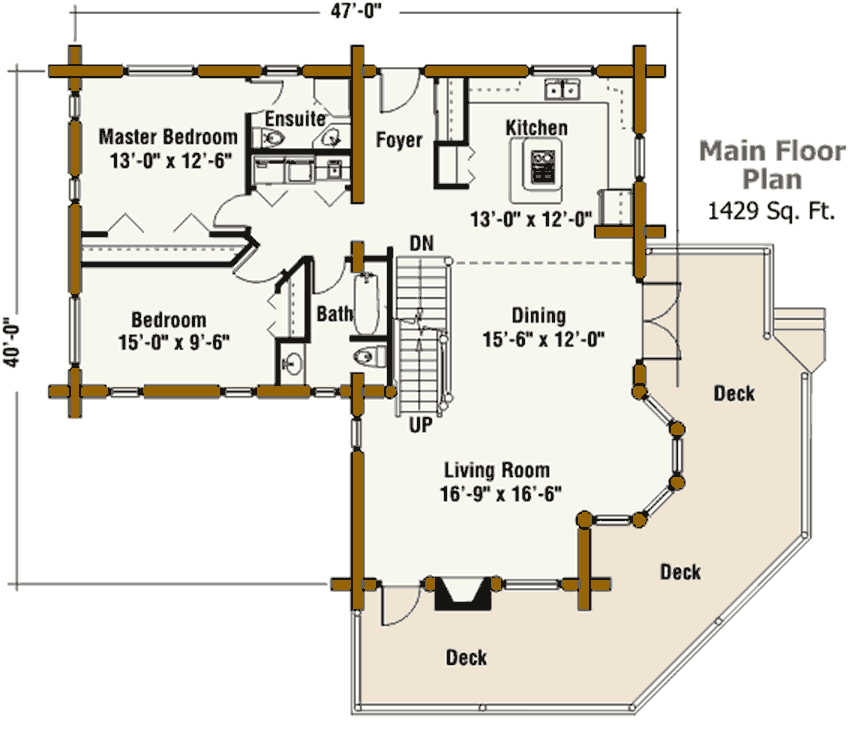 47'-0"
Ensuite
Master Bedroom
13'-0" x 12'-6"
Foyer
Kitchen
13'-0" x 12'-0"
Main Floor
Plan
1429 Sq. Ft.
DN
40'-0"
Bedroom
15'-0" x 9'-6"
Bath
Dining
15'-6" x 12'-0"
Deck
UP
Living Room
16'-9" x 16'-6"
Deck
Deck